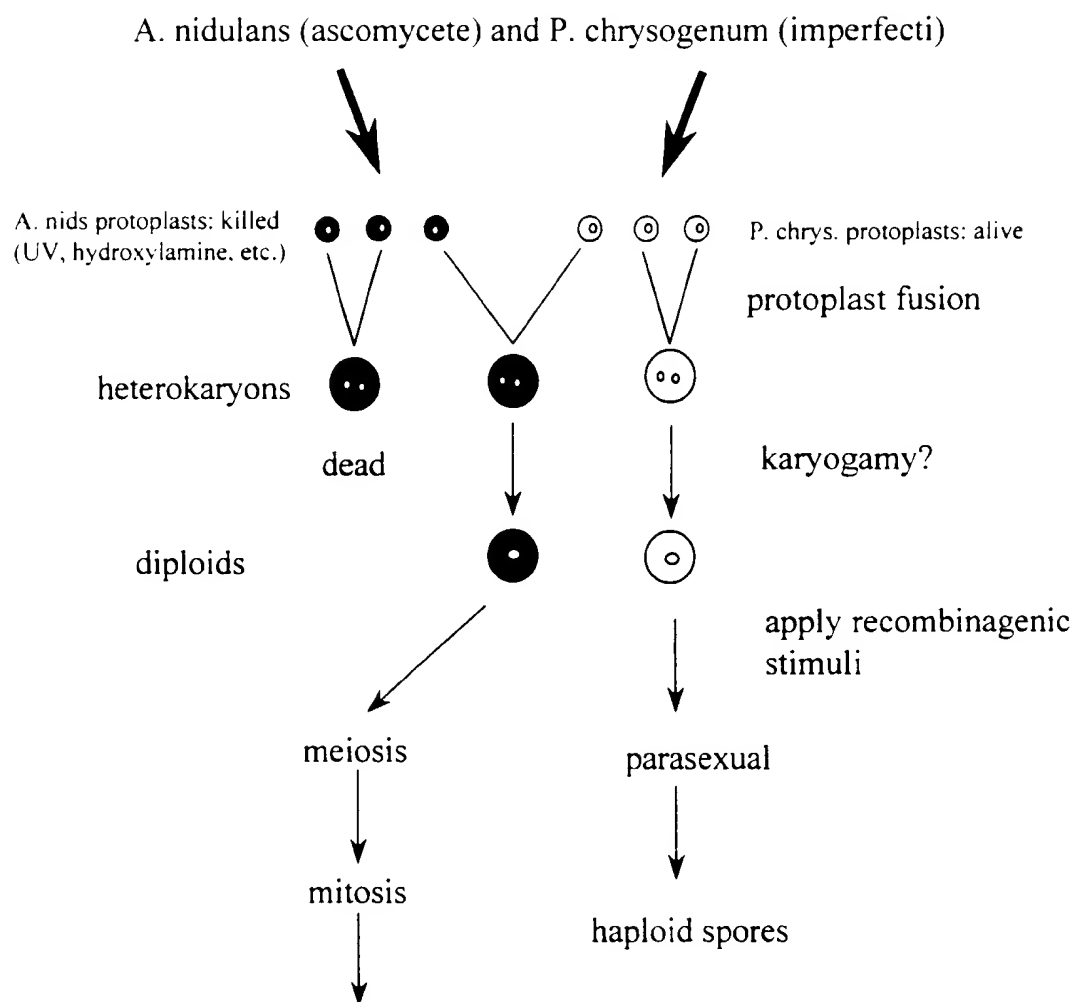 A. nidulans (ascomycete) and P. chrysogenum (imperfecti)
A. nids protoplasts: killed
(UV, hydroxylamine, etc.)
P. chrys. protoplasts: alive
protoplast fusion
heterokaryons
dead
karyogamy?
diploids
apply recombinagenic
stimuli
meiosis
parasexual
mitosis
haploid spores